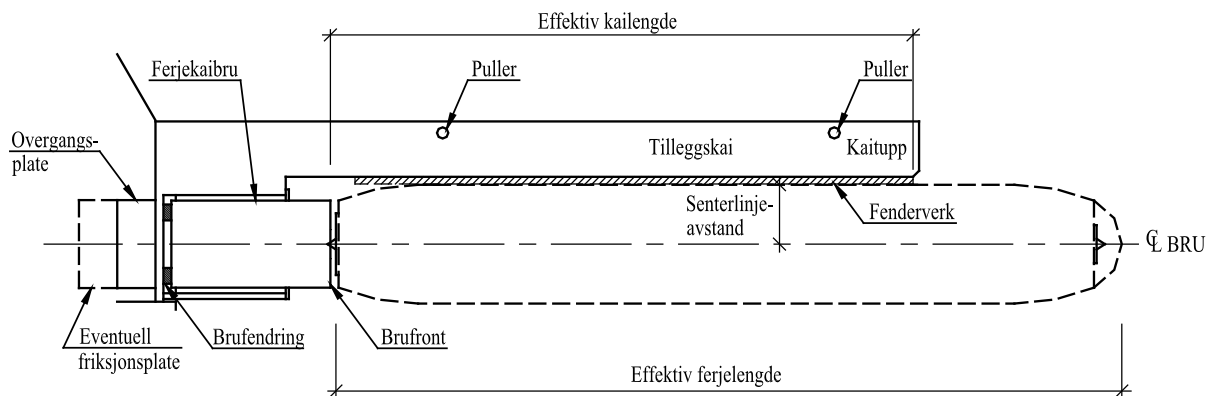 Effektiv kailengde
Ferjekaibru
Puller
Puller
Overgangs-
plate
Tilleggskai
Kaitupp
Senterlinje-
avstand
Fenderverk
℄ BRU
Eventuell
friksjonsplate
Brufendring
Brufront
Effektiv ferjelengde